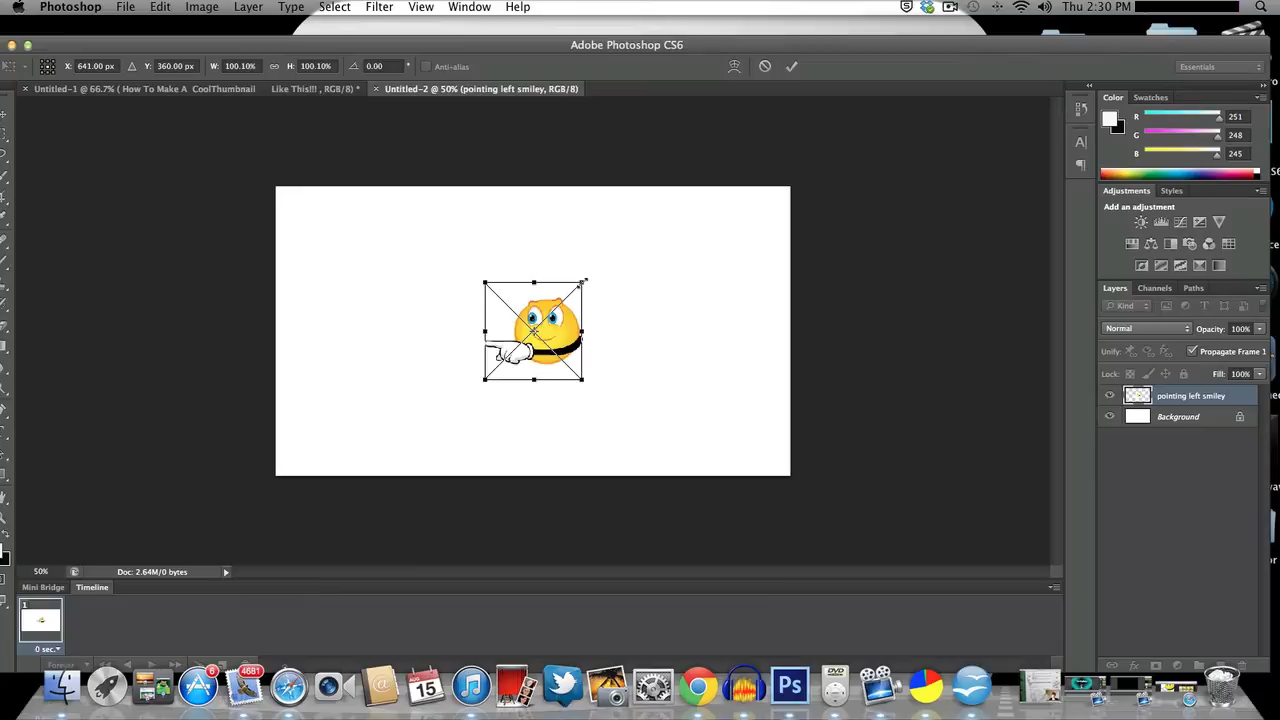 Photoshop File Edit Image Layer Type Select Filter View Window Help Thu 2:30 PM
Adobe Photoshop CS6
X: 641.00 px Y: 360.00 px W: 100.10% H: 100.10% 0.00 ° Anti-alias Essentials
× Untitled-1 @ 66.7% ( How To Make A CoolThumbnail Like This!!! , RGB/8) * × Untitled-2 @ 50% (pointing left smiley, RGB/8)
Color Swatches
R 251
G 248
B 245
Adjustments Styles
Add an adjustment
Layers Channels Paths
Kind
Normal Opacity: 100%
Unify: Propagate Frame 1
Lock: Fill: 100%
pointing left smiley
Background
50% Doc: 2.64M/0 bytes
Mini Bridge Timeline
1
0 sec.
Forever
6
4681
AUG
15
DVD
Ps